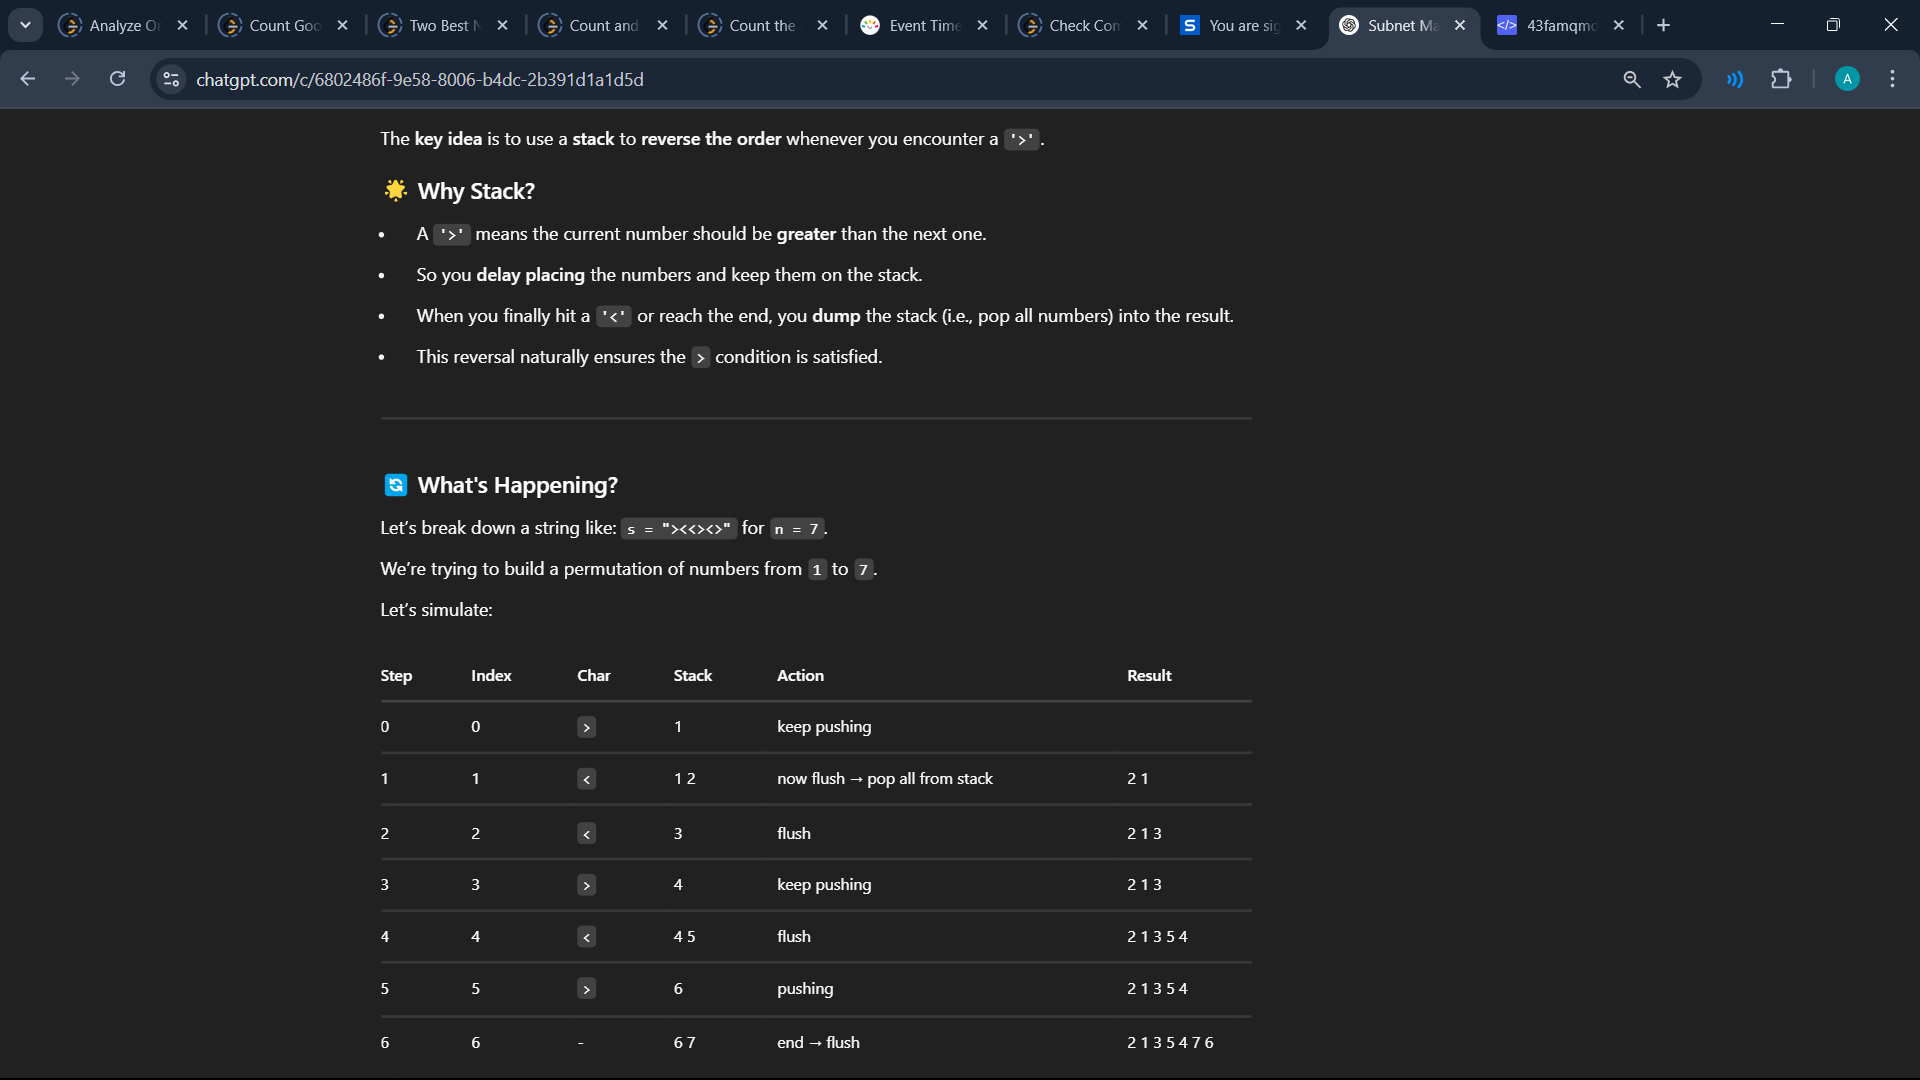 Analyze Or
Count Goo
Two Best N
Count and
Count the
Event Time
Check Con
S You are sig
Subnet Ma
</> 43famqmc
chatgpt.com/c/6802486f-9e58-8006-b4dc-2b391d1a1d5d
A
The key idea is to use a stack to reverse the order whenever you encounter a '>'.
🌟 Why Stack?
• A '>' means the current number should be greater than the next one.
• So you delay placing the numbers and keep them on the stack.
• When you finally hit a '<' or reach the end, you dump the stack (i.e., pop all numbers) into the result.
• This reversal naturally ensures the > condition is satisfied.
🔄 What's Happening?
Let's break down a string like: s = "><<><>" for n = 7.
We're trying to build a permutation of numbers from 1 to 7.
Let's simulate:
Step Index Char Stack Action Result
0 0 > 1 keep pushing
1 1 < 1 2 now flush → pop all from stack 2 1
2 2 < 3 flush 2 1 3
3 3 > 4 keep pushing 2 1 3
4 4 < 4 5 flush 2 1 3 5 4
5 5 > 6 pushing 2 1 3 5 4
6 6 - 6 7 end → flush 2 1 3 5 4 7 6